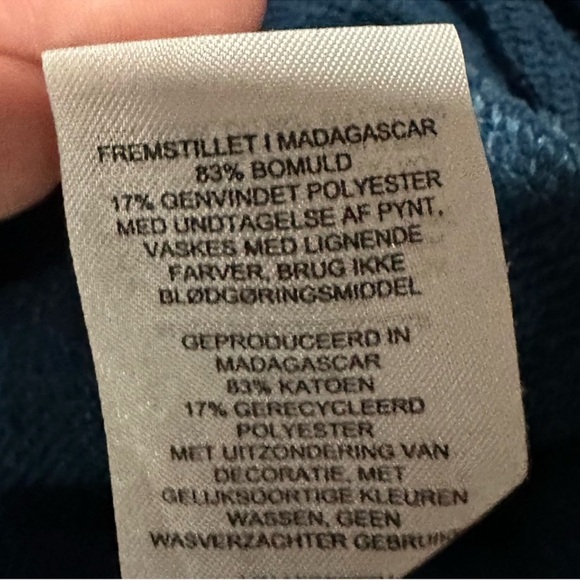 FREMSTILLET I MADAGASCAR
83% BOMULD
17% GENVINDET POLYESTER
MED UNDTAGELSE AF PYNT,
VASKES MED LIGNENDE
FARVER, BRUG IKKE
BLØDGØRINGSMIDDEL
GEPRODUCEERD IN
MADAGASCAR
83% KATOEN
17% GERECYCLEERD
POLYESTER
MET UITZONDERING VAN
DECORATIE, MET
GELIJKSOORTIGE KLEUREN
WASSEN, GEEN
WASVERZACHTER GEBRUIK